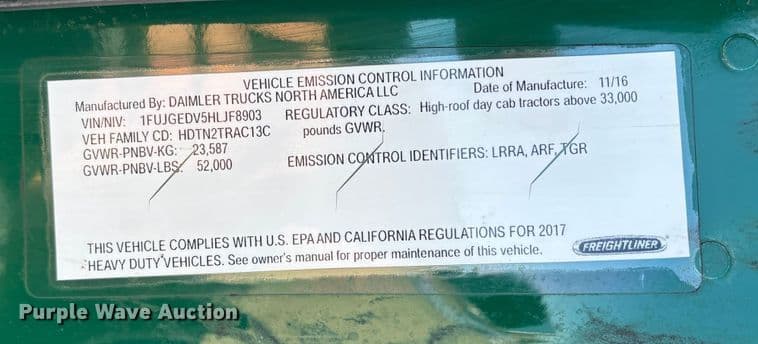 VEHICLE EMISSION CONTROL INFORMATION
Manufactured By: DAIMLER TRUCKS NORTH AMERICA LLC Date of Manufacture: 11/16
VIN/NIV: 1FUJGEDV5HLJF8903 REGULATORY CLASS: High-roof day cab tractors above 33,000
VEH FAMILY CD: HDTN2TRAC13C pounds GVWR.
GVWR-PNBV-KG: 23,587
GVWR-PNBV-LBS: 52,000 EMISSION CONTROL IDENTIFIERS: LRRA, ARF, TGR
THIS VEHICLE COMPLIES WITH U.S. EPA AND CALIFORNIA REGULATIONS FOR 2017
HEAVY DUTY VEHICLES. See owner's manual for proper maintenance of this vehicle.
FREIGHTLINER
Purple Wave Auction